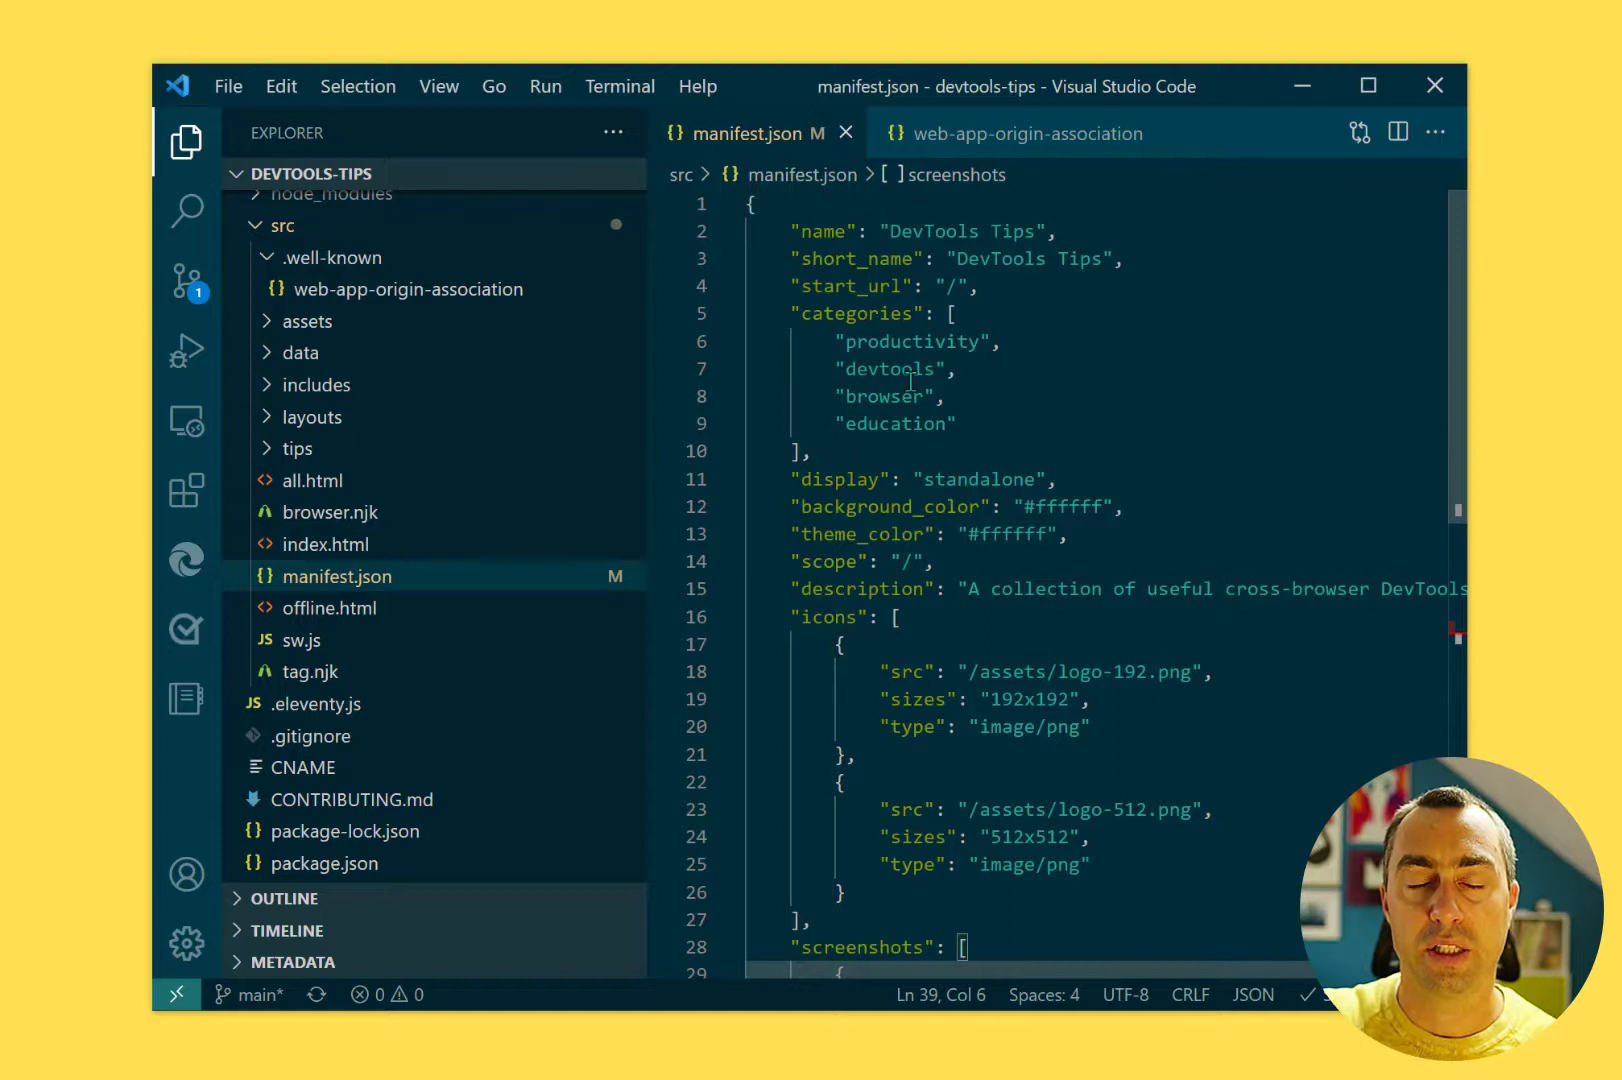 File Edit Selection View Go Run Terminal Help manifest.json - devtools-tips - Visual Studio Code
EXPLORER
DEVTOOLS-TIPS
node_modules
src
.well-known
web-app-origin-association
assets
data
includes
layouts
tips
all.html
browser.njk
index.html
manifest.json M
offline.html
sw.js
tag.njk
.eleventy.js
.gitignore
CNAME
CONTRIBUTING.md
package-lock.json
package.json
OUTLINE
TIMELINE
METADATA
1
JS
JS
{} manifest.json M {} web-app-origin-association
src > {} manifest.json > [ ] screenshots
1 {
2 "name": "DevTools Tips",
3 "short_name": "DevTools Tips",
4 "start_url": "/",
5 "categories": [
6 "productivity",
7 "devtools",
8 "browser",
9 "education"
10 ],
11 "display": "standalone",
12 "background_color": "#ffffff",
13 "theme_color": "#ffffff",
14 "scope": "/",
15 "description": "A collection of useful cross-browser DevTools
16 "icons": [
17 {
18 "src": "/assets/logo-192.png",
19 "sizes": "192x192",
20 "type": "image/png"
21 },
22 {
23 "src": "/assets/logo-512.png",
24 "sizes": "512x512",
25 "type": "image/png"
26 }
27 ],
28 "screenshots": [
29 {
main* 0 0 Ln 39, Col 6 Spaces: 4 UTF-8 CRLF JSON